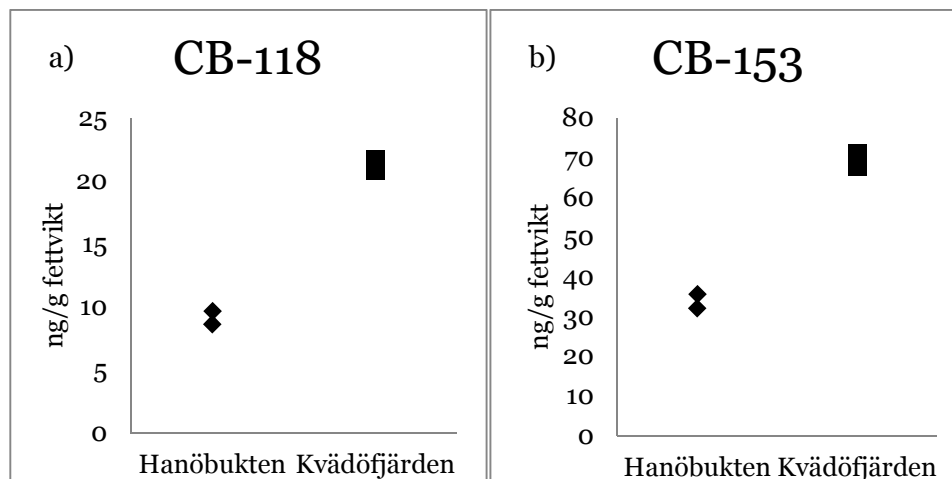 a) CB-118
ng/g fettvikt
25
20
15
10
5
0
Hanöbukten Kvädöfjärden
b) CB-153
ng/g fettvikt
80
70
60
50
40
30
20
10
0
Hanöbukten Kvädöfjärden